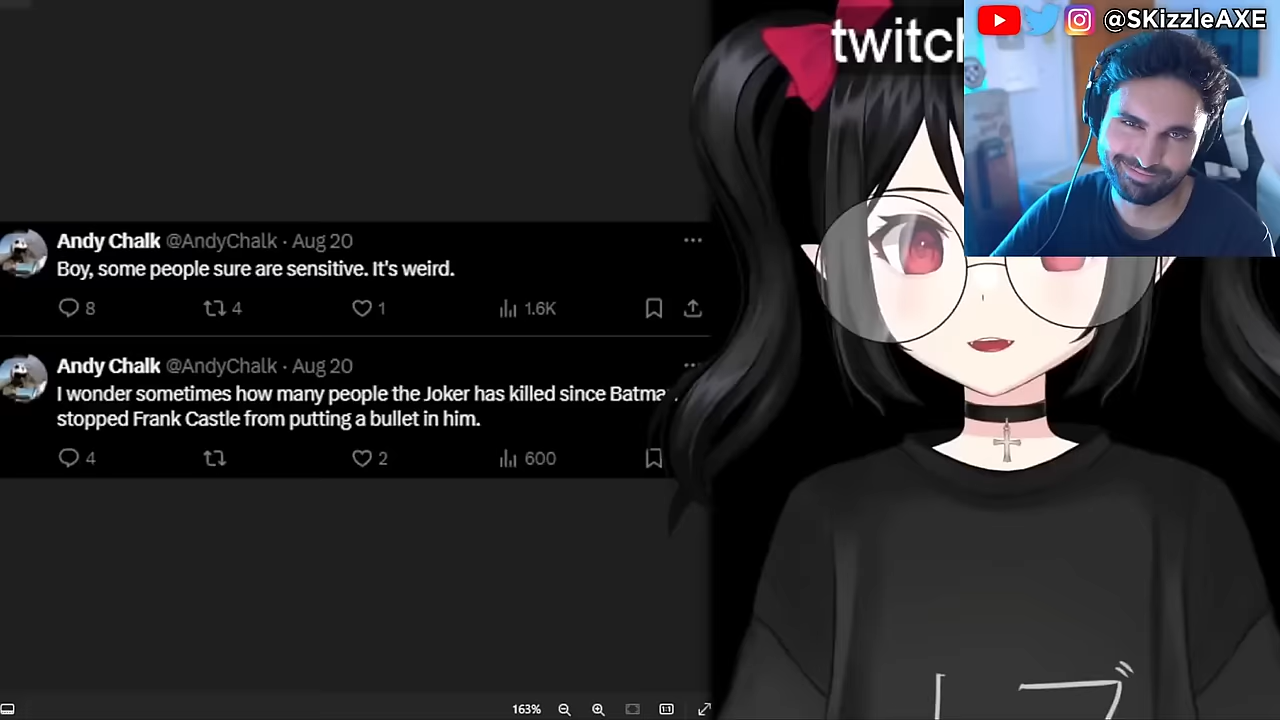 twitch
@SKizzleAXE
Andy Chalk @AndyChalk · Aug 20
Boy, some people sure are sensitive. It's weird.
8 4 1 1.6K
Andy Chalk @AndyChalk · Aug 20
I wonder sometimes how many people the Joker has killed since Batma
stopped Frank Castle from putting a bullet in him.
4 2 600
163%